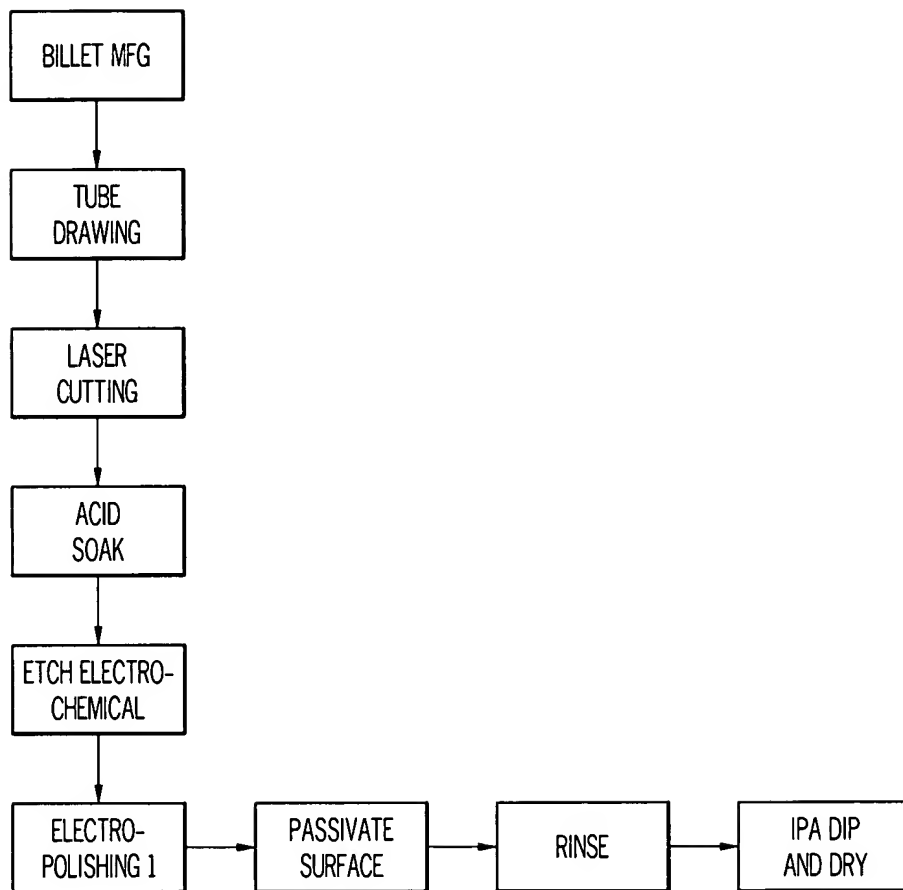 BILLET MFG
TUBE
DRAWING
LASER
CUTTING
ACID
SOAK
ETCH ELECTRO-
CHEMICAL
ELECTRO-
POLISHING 1
PASSIVATE
SURFACE
RINSE
IPA DIP
AND DRY